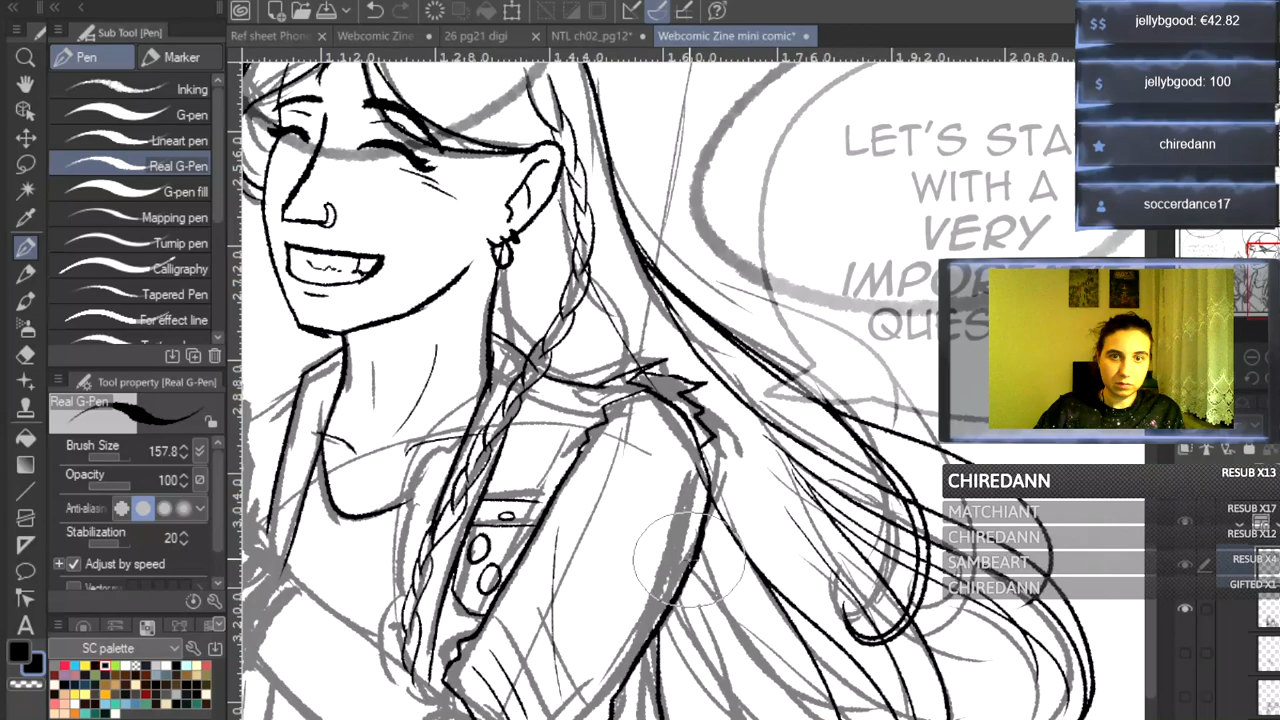 Sub Tool [Pen]
Pen
Marker
Inking
G-pen
Lineart pen
Real G-Pen
G-pen fill
Mapping pen
Turnip pen
Calligraphy
Tapered Pen
For effect line
Tool property [Real G-Pen]
Real G-Pen
Brush Size
157.8
Opacity
100
Anti-alias
Stabilization
20
Adjust by speed
SC palette
Ref sheet Phone
Webcomic Zine
26 pg21 digi
NTL ch02_pg12*
Webcomic Zine mini comic*
LET'S STA
WITH A
VERY
IMPOR
QUES
jellybgood: €42.82
jellybgood: 100
chiredann
soccerdance17
CHIREDANN
RESUB X13
MATCHIANT
RESUB X17
CHIREDANN
RESUB X12
SAMBEART
RESUB X4
CHIREDANN
GIFTED X1